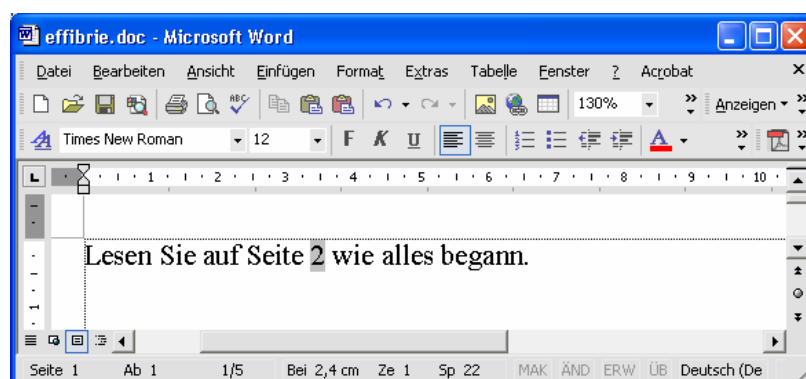 effibrie.doc - Microsoft Word
Datei Bearbeiten Ansicht Einfügen Format Extras Tabelle Fenster ? Acrobat
ABC 130% Anzeigen
Times New Roman 12 F K U A
L 1 2 3 4 5 6 7 8 9 10
Lesen Sie auf Seite 2 wie alles begann.
1
Seite 1 Ab 1 1/5 Bei 2,4 cm Ze 1 Sp 22 MAK ÄND ERW ÜB Deutsch (De